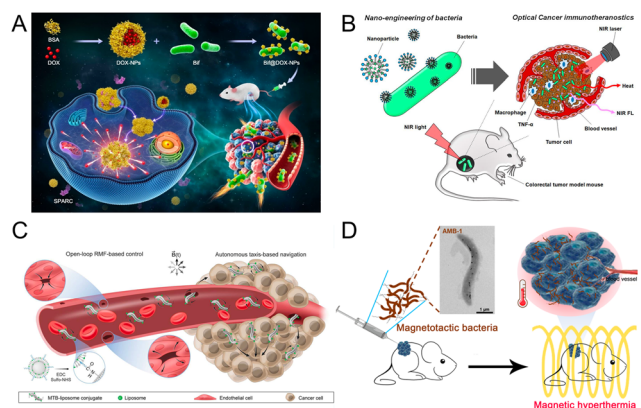 A
BSA
DOX
DOX-NPs
Bif
Bif@DOX-NPs
SPARC
B
Nano-engineering of bacteria
Optical Cancer immunotheranostics
Nanoparticle
Bacteria
NIR laser
Heat
NIR FL
Macrophage
TNF-α
Blood vessel
Tumor cell
NIR light
Colorectal tumor model mouse
C
Open-loop RMF-based control
B(t)
Autonomous taxis-based navigation
EDC
Sulfo-NHS
MTB-liposome conjugate
Liposome
Endothelial cell
Cancer cell
D
AMB-1
1 μm
Magnetotactic bacteria
Blood vessel
Magnetic hyperthermia